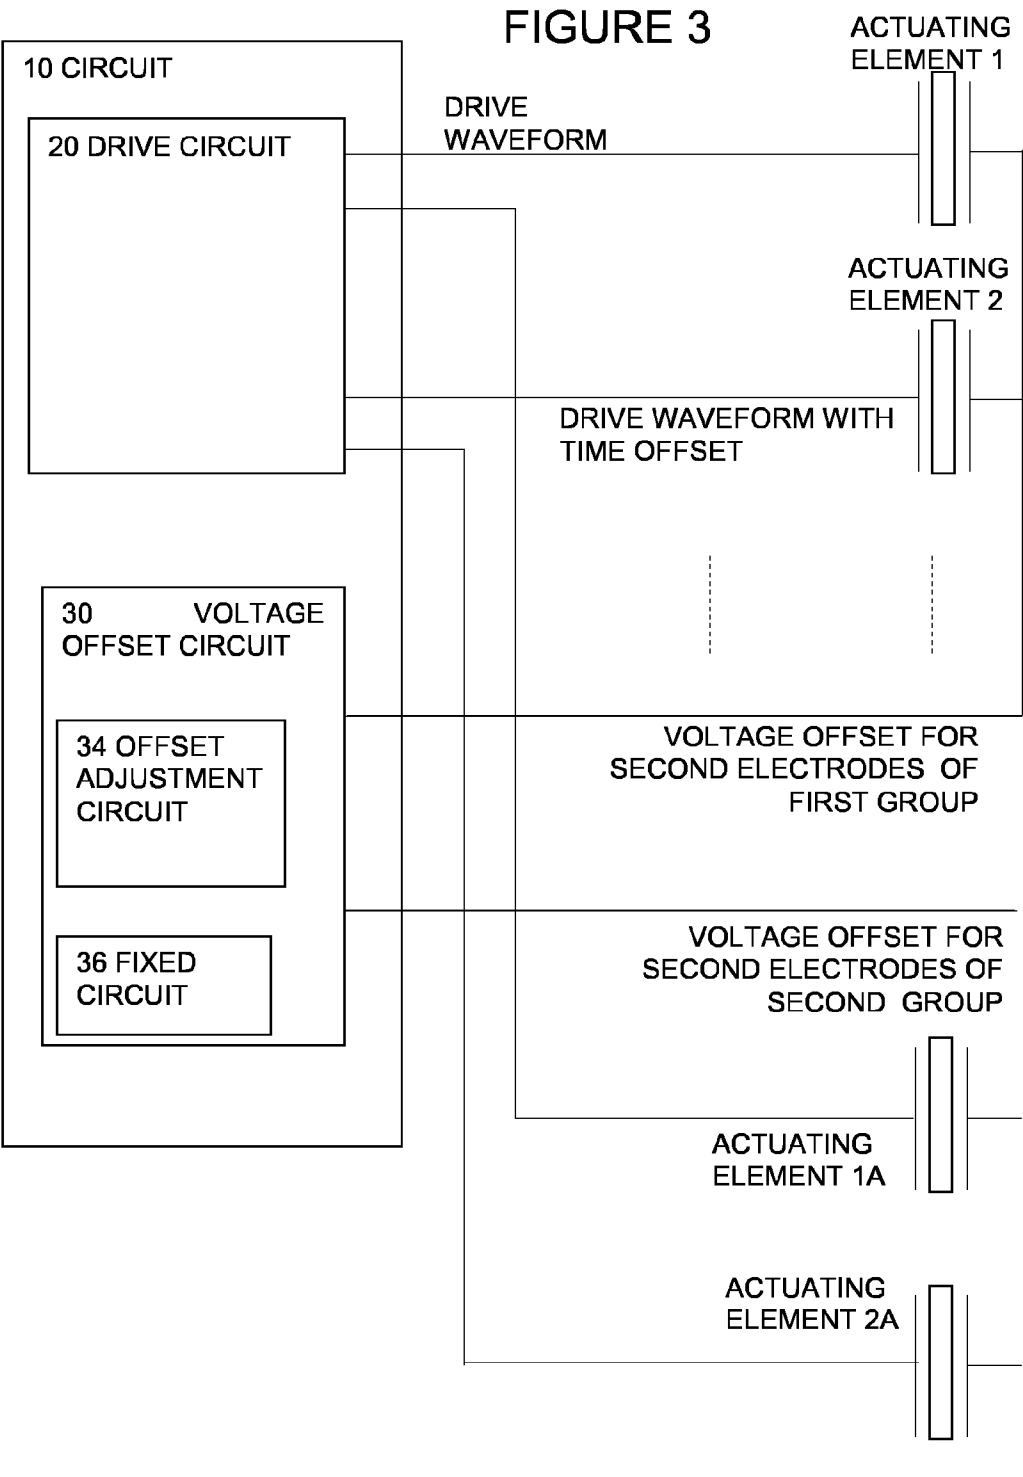 FIGURE 3
10 CIRCUIT
20 DRIVE CIRCUIT
DRIVE
WAVEFORM
ACTUATING
ELEMENT 1
ACTUATING
ELEMENT 2
DRIVE WAVEFORM WITH
TIME OFFSET
30 VOLTAGE
OFFSET CIRCUIT
34 OFFSET
ADJUSTMENT
CIRCUIT
36 FIXED
CIRCUIT
VOLTAGE OFFSET FOR
SECOND ELECTRODES OF
FIRST GROUP
VOLTAGE OFFSET FOR
SECOND ELECTRODES OF
SECOND GROUP
ACTUATING
ELEMENT 1A
ACTUATING
ELEMENT 2A